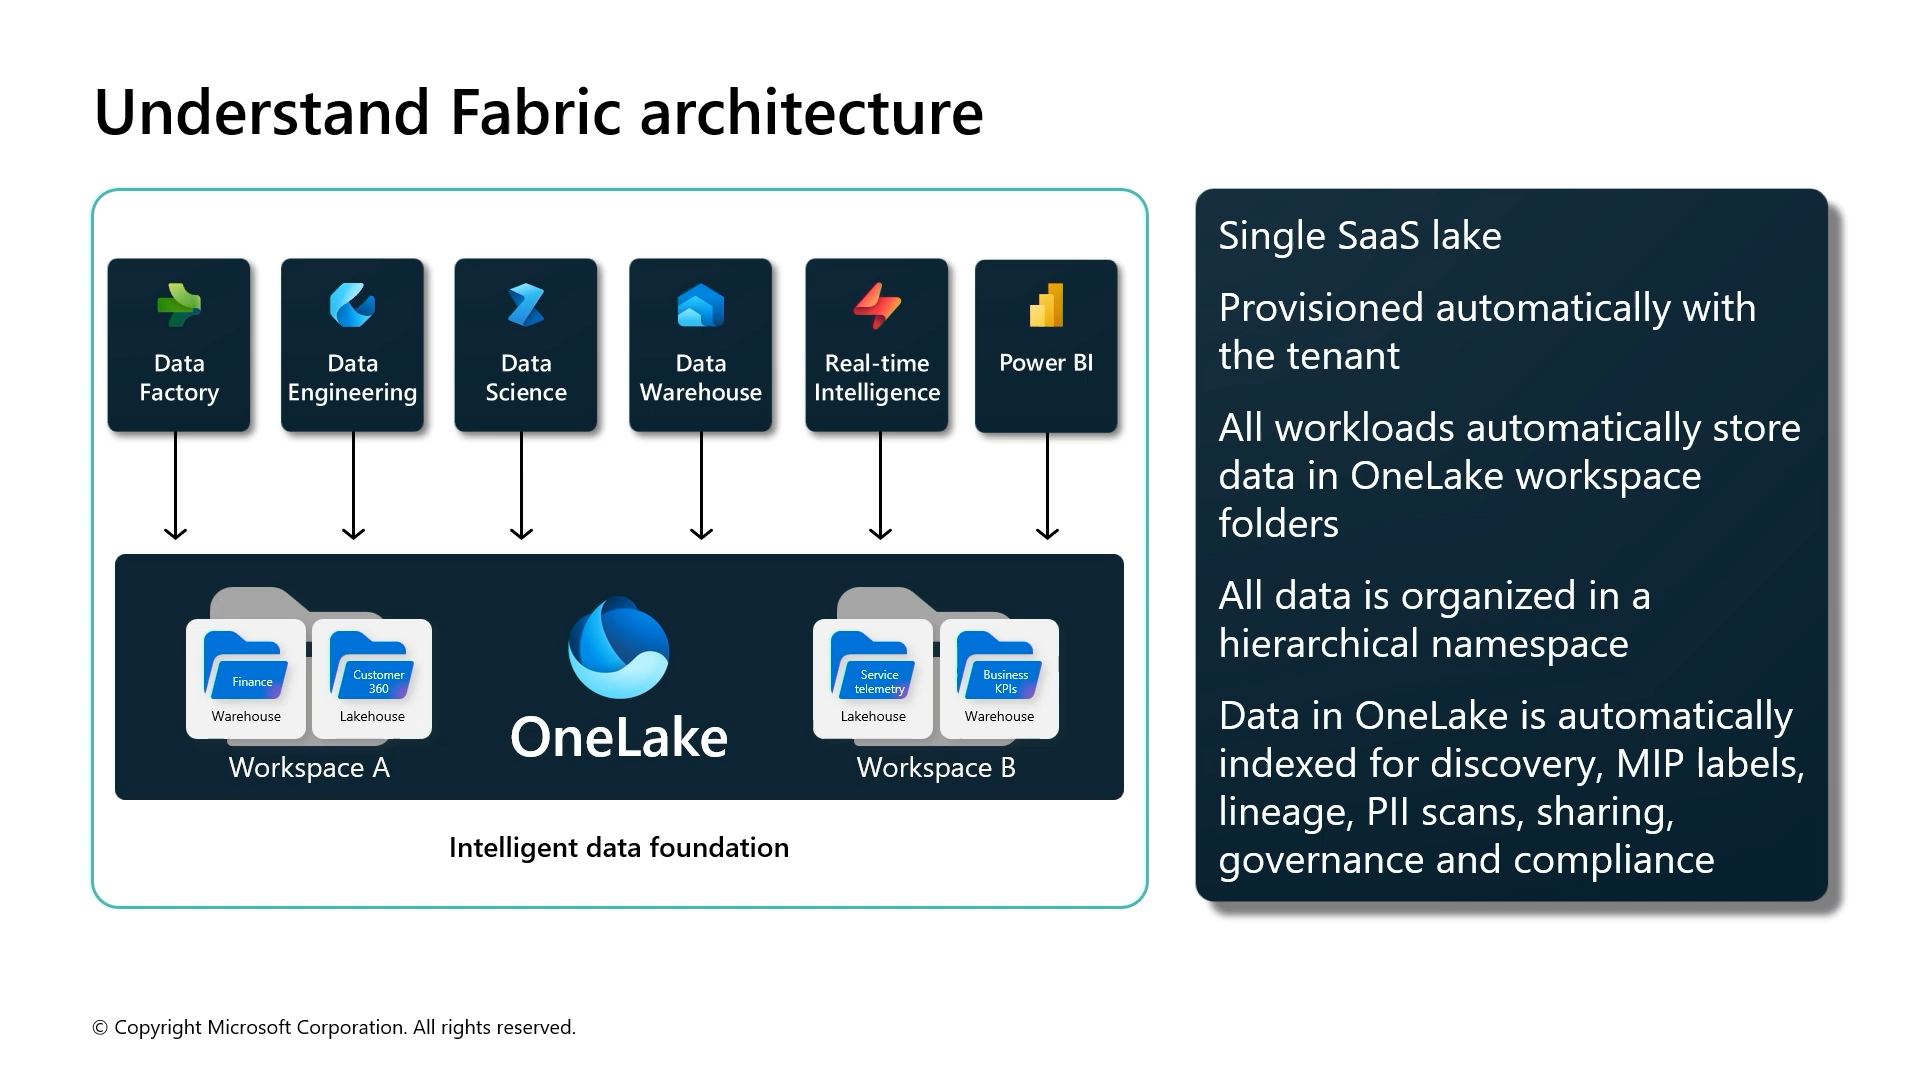 Understand Fabric architecture
Data
Factory
Data
Engineering
Data
Science
Data
Warehouse
Real-time
Intelligence
Power BI
Finance
Warehouse
Customer
360
Lakehouse
Workspace A
OneLake
Service
telemetry
Lakehouse
Business
KPIs
Warehouse
Workspace B
Intelligent data foundation
Single SaaS lake
Provisioned automatically with
the tenant
All workloads automatically store
data in OneLake workspace
folders
All data is organized in a
hierarchical namespace
Data in OneLake is automatically
indexed for discovery, MIP labels,
lineage, PII scans, sharing,
governance and compliance
© Copyright Microsoft Corporation. All rights reserved.